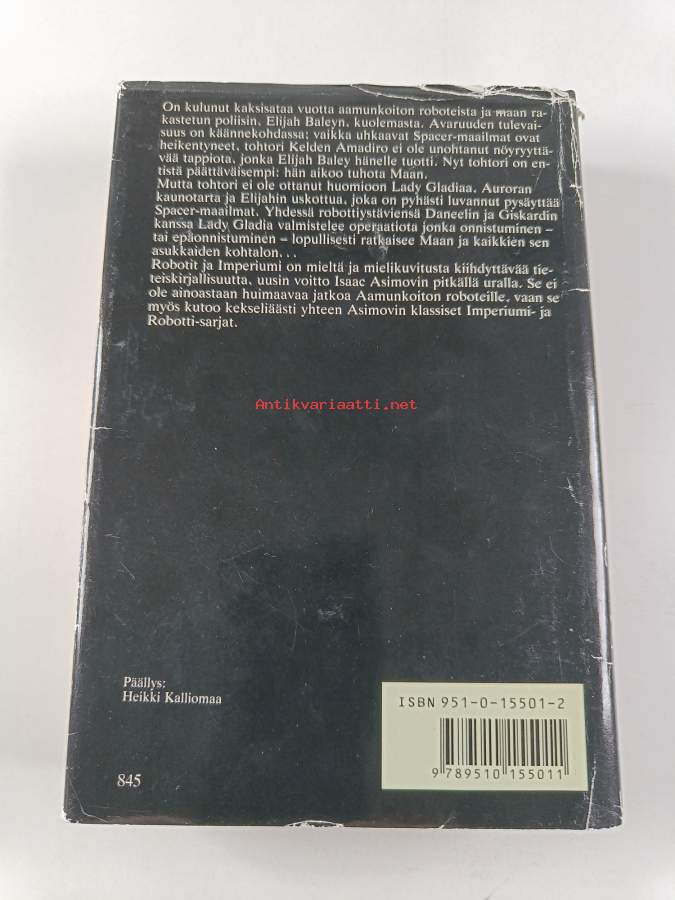 On kulunut kaksisataa vuotta aamunkoiton roboteista ja maan ra-
kastetun poliisin, Elijah Baleyn, kuolemasta. Avaruuden tulevai-
suus on käännekohdassa; vaikka uhkaavat Spacer-maailmat ovat
heikentyneet, tohtori Kelden Amadiro ei ole unohtanut nöyryyttä-
vää tappiota, jonka Elijah Baley hänelle tuotti. Nyt tohtori on en-
tistä päättäväisempi: hän aikoo tuhota Maan.
Mutta tohtori ei ole ottanut huomioon Lady Gladiaa, Auroran
kaunotarta ja Elijahin uskottua, joka on pyhästi luvannut pysäyttää
Spacer-maailmat. Yhdessä robottiystäviensä Daneelin ja Giskardin
kanssa Lady Gladia valmistelee operaatiota jonka onnistuminen –
tai epäonnistuminen – lopullisesti ratkaisee Maan ja kaikkien sen
asukkaiden kohtalon...
Robotit ja Imperiumi on mieltä ja mielikuvitusta kiihdyttävää tie-
teiskirjallisuutta, uusin voitto Isaac Asimovin pitkällä uralla. Se ei
ole ainoastaan huimaavaa jatkoa Aamunkoiton roboteille, vaan se
myös kutoo kekseliäästi yhteen Asimovin klassiset Imperiumi- ja
Robotti-sarjat.
Antikvariaatti.net
Päällys:
Heikki Kalliomaa
ISBN 951-0-15501-2
9 789510 155011
845